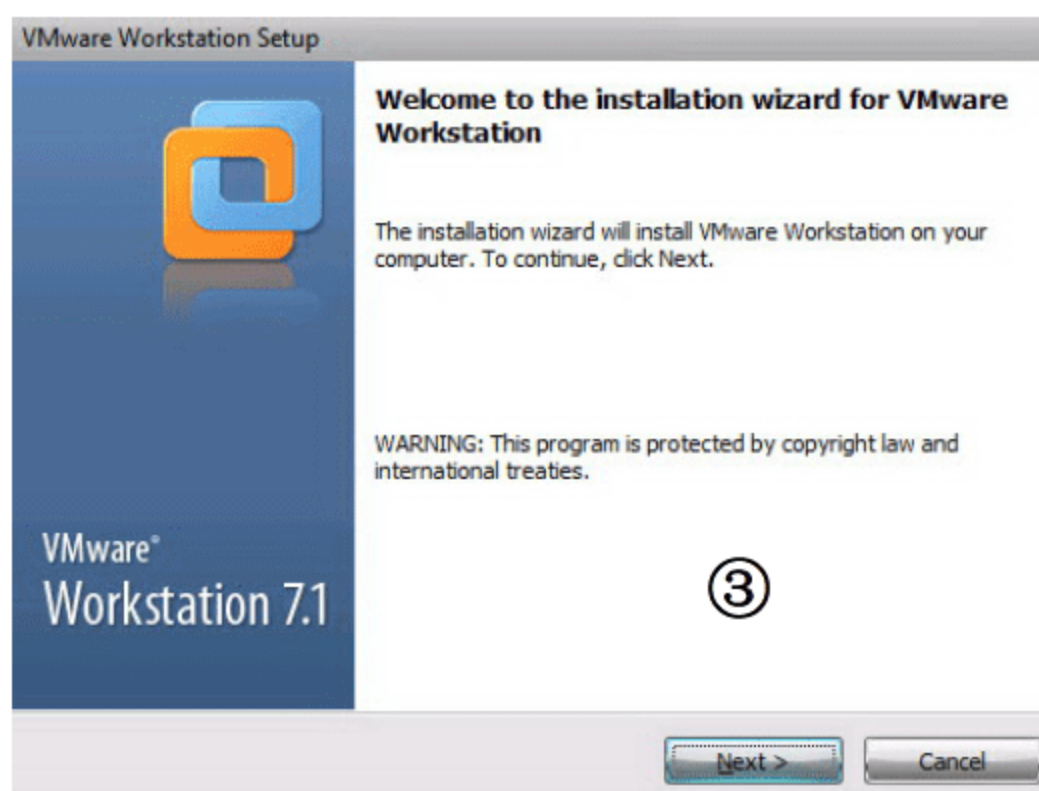 VMware Workstation Setup
Welcome to the installation wizard for VMware
Workstation
The installation wizard will install VMware Workstation on your
computer. To continue, click Next.
WARNING: This program is protected by copyright law and
international treaties.
VMware®
Workstation 7.1
③
Next >
Cancel